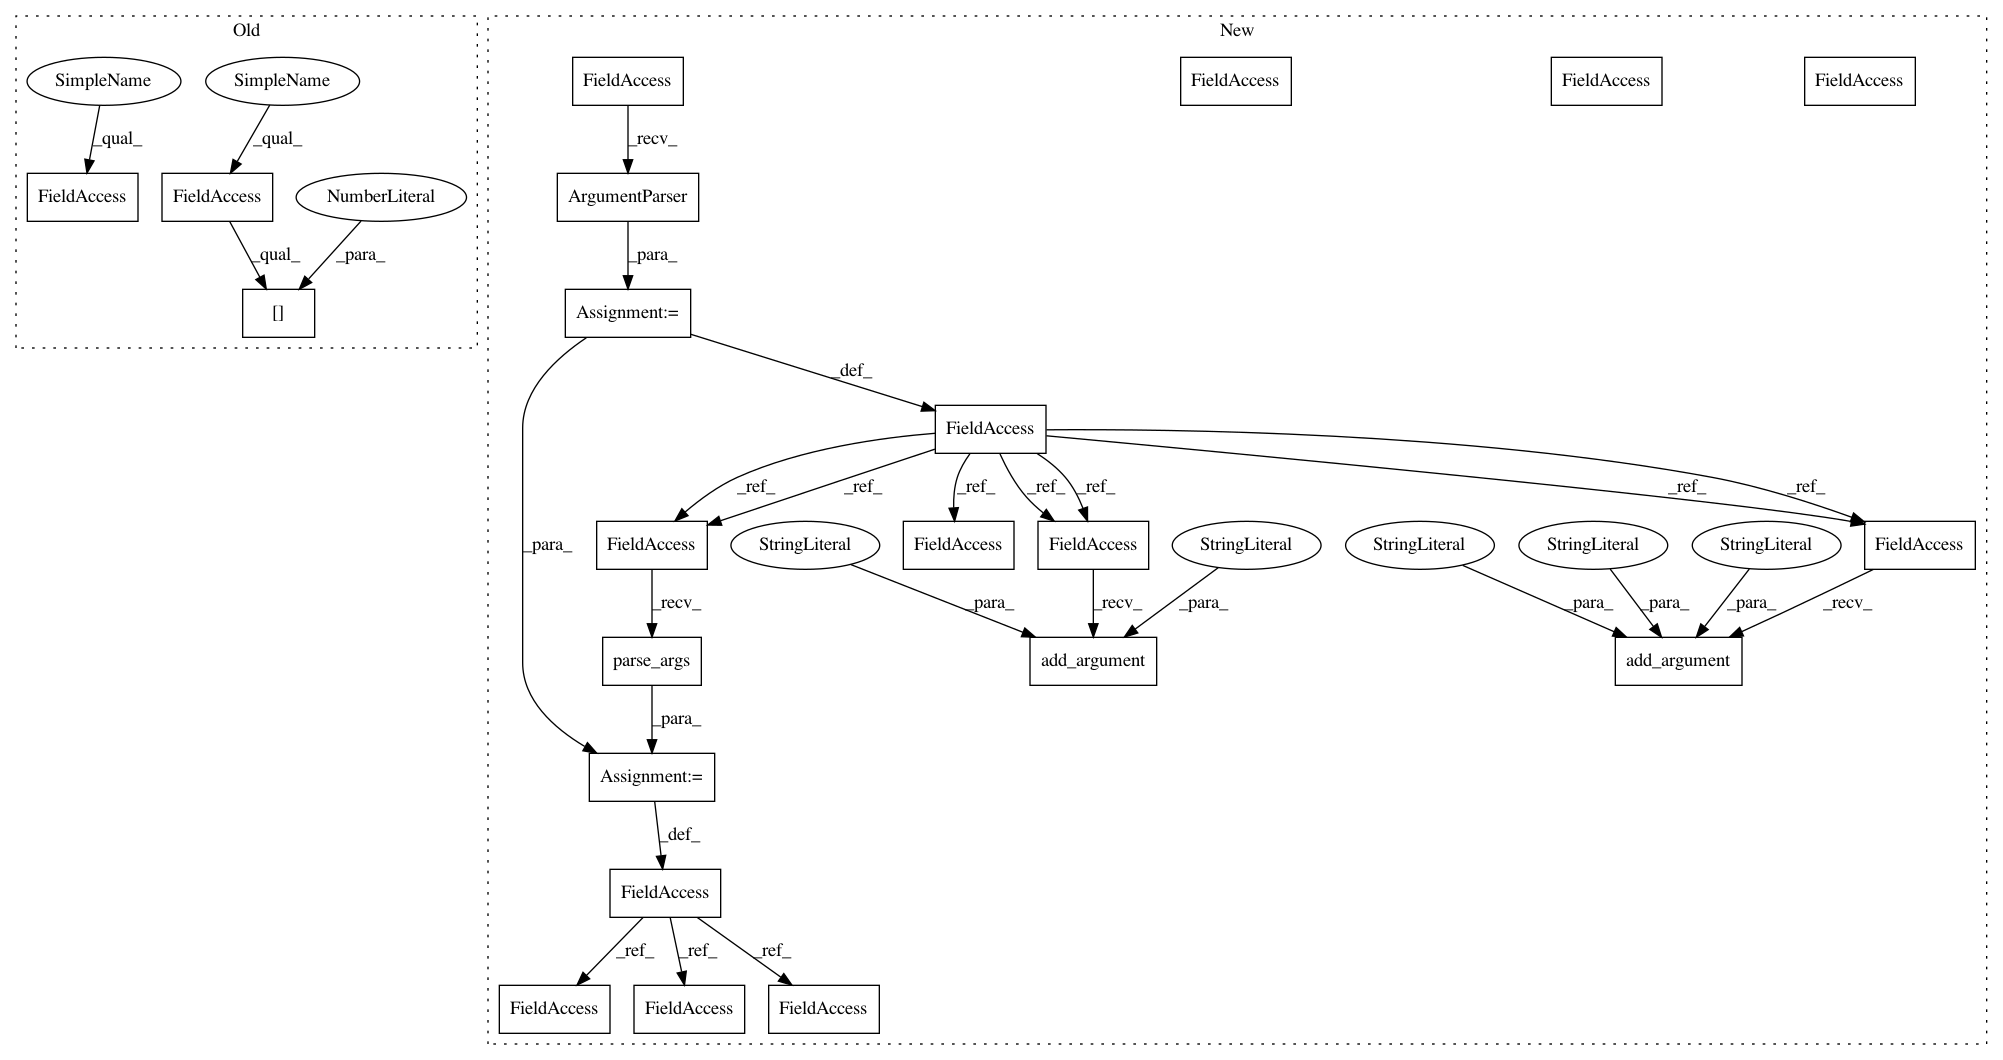 Old
New
SimpleName
SimpleName
FieldAccess
FieldAccess
FieldAccess
FieldAccess
_qual_
_qual_
_recv_
FieldAccess
FieldAccess
NumberLiteral
ArgumentParser
_qual_
_para_
_para_
[]
Assignment:=
_def_
FieldAccess
_ref_
_ref_
_ref_
_ref_
_ref_
_ref_
_ref_
_para_
FieldAccess
StringLiteral
FieldAccess
FieldAccess
StringLiteral
StringLiteral
StringLiteral
StringLiteral
FieldAccess
_recv_
_para_
_recv_
_para_
_para_
_para_
_para_
_recv_
parse_args
add_argument
add_argument
_para_
Assignment:=
_def_
FieldAccess
_ref_
_ref_
_ref_
FieldAccess
FieldAccess
FieldAccess